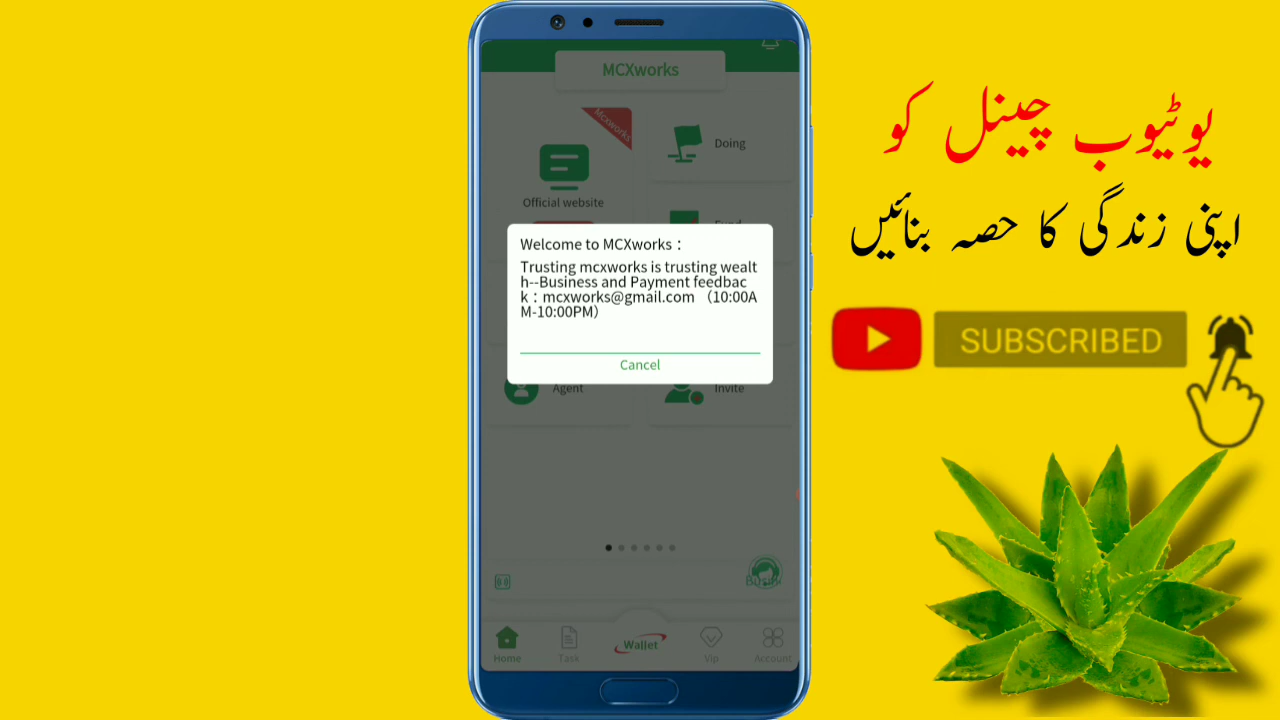 MCXworks
Mcxworks
Doing
Official website
Fund
Welcome to MCXworks：
Trusting mcxworks is trusting wealt
h--Business and Payment feedbac
k：mcxworks@gmail.com （10:00A
M-10:00PM）
Cancel
Agent
Invite
Wallet
Home
Task
Vip
Account
یوٹیوب چینل کو
اپنی زندگی کا حصہ بنائیں
SUBSCRIBED